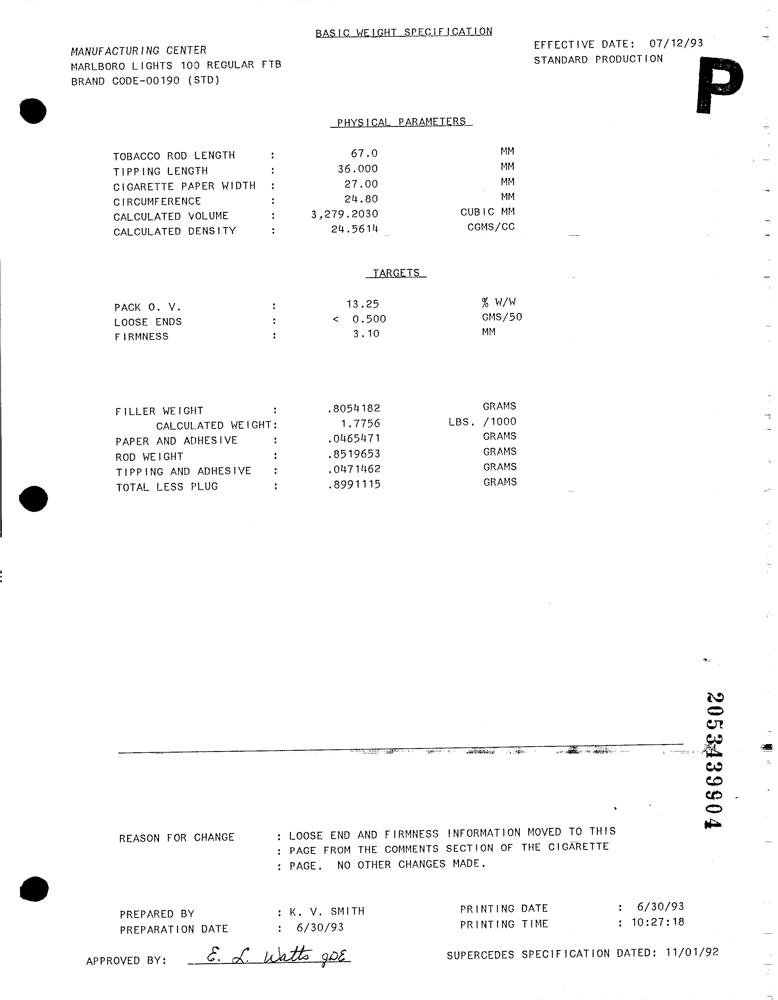 BASIC WEIGHT SPECIFICATION
MANUFACTURING CENTER
EFFECTIVE DATE: 07/12/93
MARLBORO LIGHTS 100 REGULAR FTB
STANDARD PRODUCTION
BRAND CODE-00190 (STD)
P
PHYSICAL PARAMETERS
TOBACCO ROD LENGTH : 67.0 MM
TIPPING LENGTH : 36.000 MM
CIGARETTE PAPER WIDTH : 27.00 MM
CIRCUMFERENCE : 24.80 MM
CALCULATED VOLUME : 3,279.2030 CUBIC MM
CALCULATED DENSITY : 24.5614 CGMS/CC
TARGETS
PACK O. V. : 13.25 % W/W
LOOSE ENDS : < 0.500 GMS/50
FIRMNESS : 3.10 MM
FILLER WEIGHT : .8054182 GRAMS
CALCULATED WEIGHT: 1.7756 LBS. /1000
PAPER AND ADHESIVE : .0465471 GRAMS
ROD WEIGHT : .8519653 GRAMS
TIPPING AND ADHESIVE : .0471462 GRAMS
TOTAL LESS PLUG : .8991115 GRAMS
2053439904
REASON FOR CHANGE : LOOSE END AND FIRMNESS INFORMATION MOVED TO THIS
: PAGE FROM THE COMMENTS SECTION OF THE CIGARETTE
: PAGE. NO OTHER CHANGES MADE.
PREPARED BY : K. V. SMITH PRINTING DATE : 6/30/93
PREPARATION DATE : 6/30/93 PRINTING TIME : 10:27:18
APPROVED BY: E. L. Watts SUPERCEDES SPECIFICATION DATED: 11/01/92